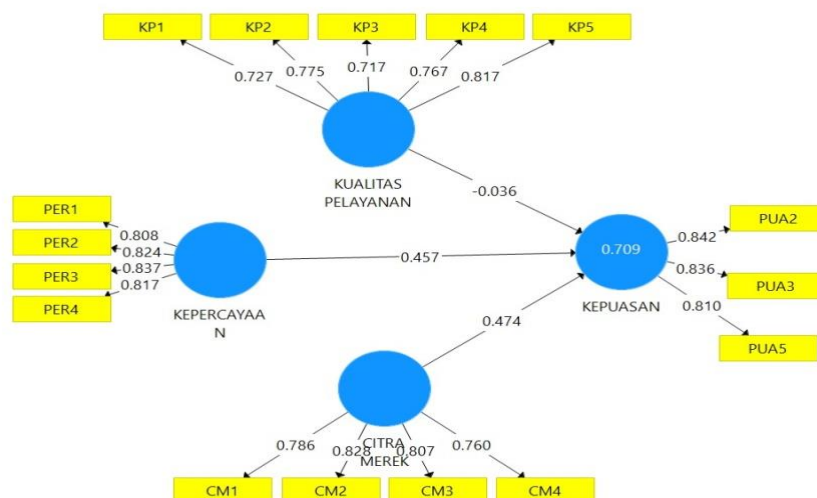 KP1 KP2 KP3 KP4 KP5
0.727 0.775 0.717 0.767 0.817
KUALITAS
PELAYANAN
-0.036
PER1
PER2
PER3
PER4
0.808
0.824
0.837
0.817
KEPERCAYAA
N
0.457
0.709
KEPUASAN
0.842
0.836
0.810
PUA2
PUA3
PUA5
0.474
CITRA
MEREK
0.786 0.828 0.807 0.760
CM1 CM2 CM3 CM4